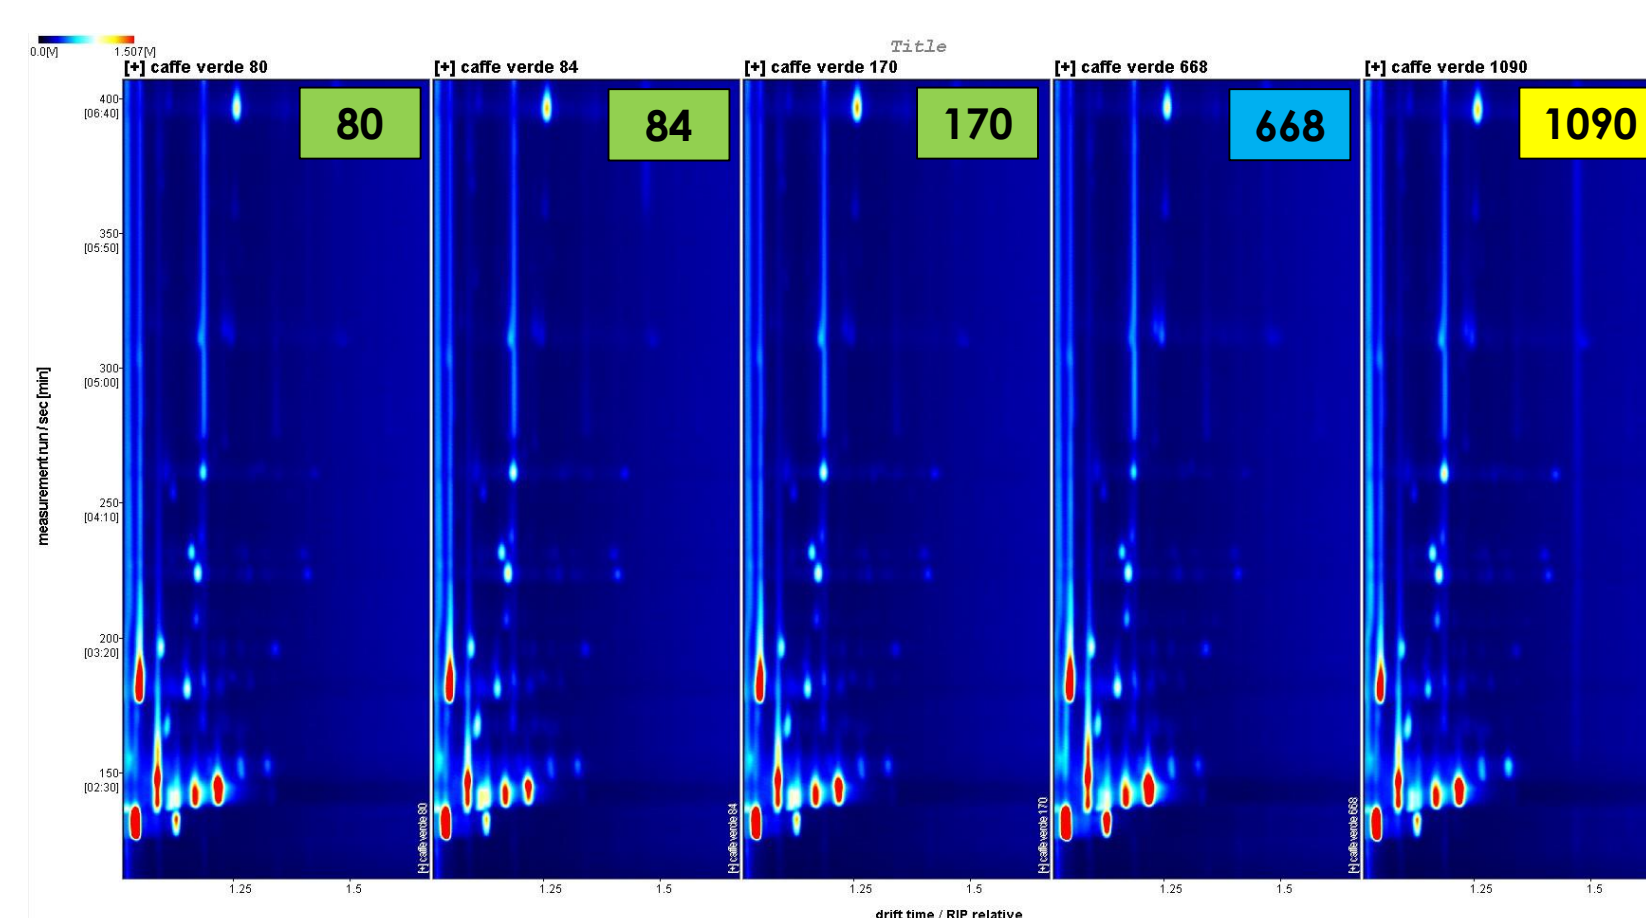 Title
0.0[V] 1.507[V]
[+] caffe verde 80 [+] caffe verde 84 [+] caffe verde 170 [+] caffe verde 668 [+] caffe verde 1090
80 84 170 668 1090
400
[06:40]
350
[05:50]
300
[05:00]
250
[04:10]
200
[03:20]
150
[02:30]
measurement run / sec [min]
[+] caffe verde 80
[+] caffe verde 84
[+] caffe verde 170
[+] caffe verde 668
1.25 1.5 1.25 1.5 1.25 1.5 1.25 1.5 1.25 1.5
drift time / RIP relative